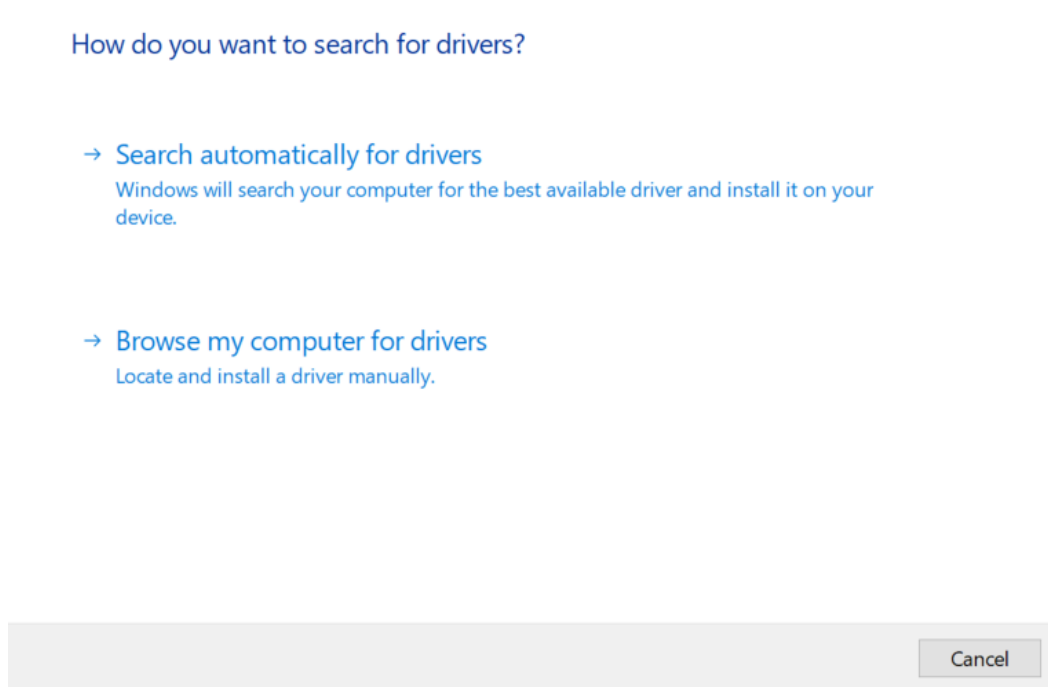 How do you want to search for drivers?
→ Search automatically for drivers
Windows will search your computer for the best available driver and install it on your
device.
→ Browse my computer for drivers
Locate and install a driver manually.
Cancel